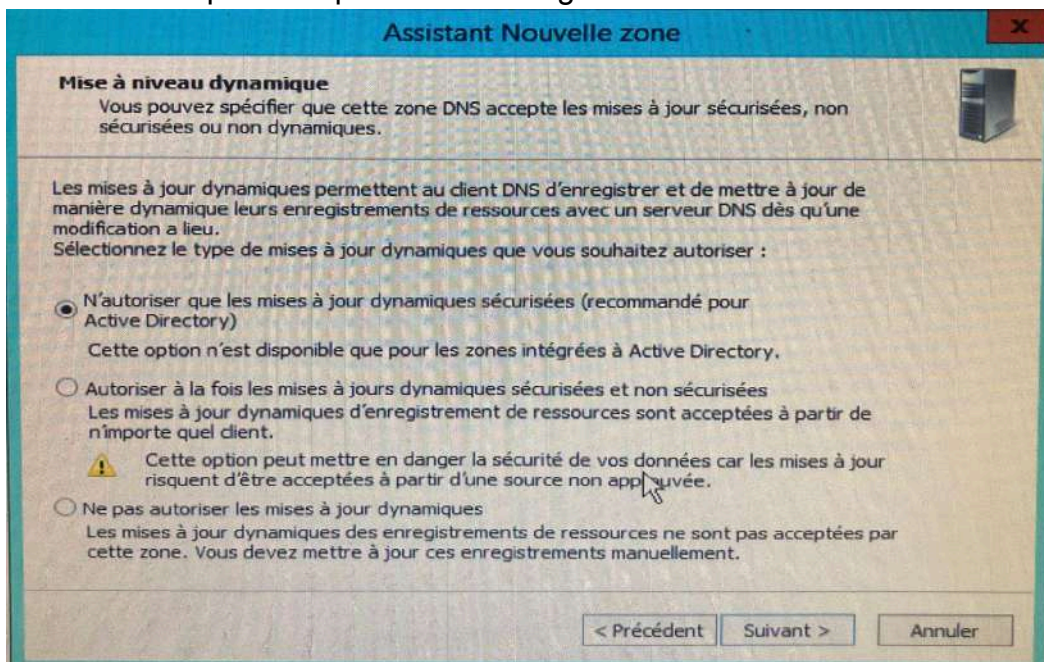 Assistant Nouvelle zone
x
Mise à niveau dynamique
Vous pouvez spécifier que cette zone DNS accepte les mises à jour sécurisées, non
sécurisées ou non dynamiques.
Les mises à jour dynamiques permettent au client DNS d'enregistrer et de mettre à jour de
manière dynamique leurs enregistrements de ressources avec un serveur DNS dès qu'une
modification a lieu.
Sélectionnez le type de mises à jour dynamiques que vous souhaitez autoriser :
N'autoriser que les mises à jour dynamiques sécurisées (recommandé pour
Active Directory)
Cette option n'est disponible que pour les zones intégrées à Active Directory.
Autoriser à la fois les mises à jours dynamiques sécurisées et non sécurisées
Les mises à jour dynamiques d'enregistrement de ressources sont acceptées à partir de
n'importe quel client.
Cette option peut mettre en danger la sécurité de vos données car les mises à jour
risquent d'être acceptées à partir d'une source non approuvée.
Ne pas autoriser les mises à jour dynamiques
Les mises à jour dynamiques des enregistrements de ressources ne sont pas acceptées par
cette zone. Vous devez mettre à jour ces enregistrements manuellement.
< Précédent
Suivant >
Annuler